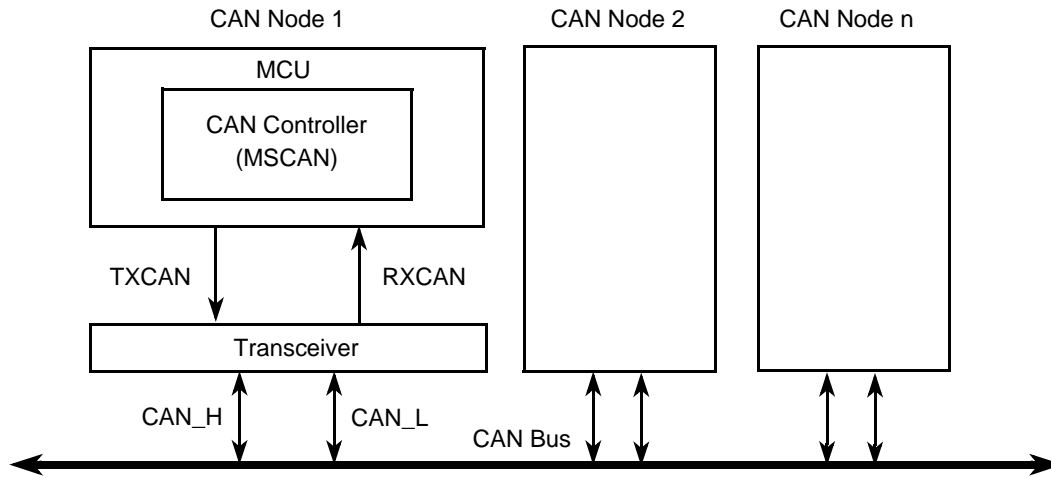 CAN Node 1
CAN Node 2
CAN Node n
MCU
CAN Controller
(MSCAN)
TXCAN
RXCAN
Transceiver
CAN_H
CAN_L
CAN Bus